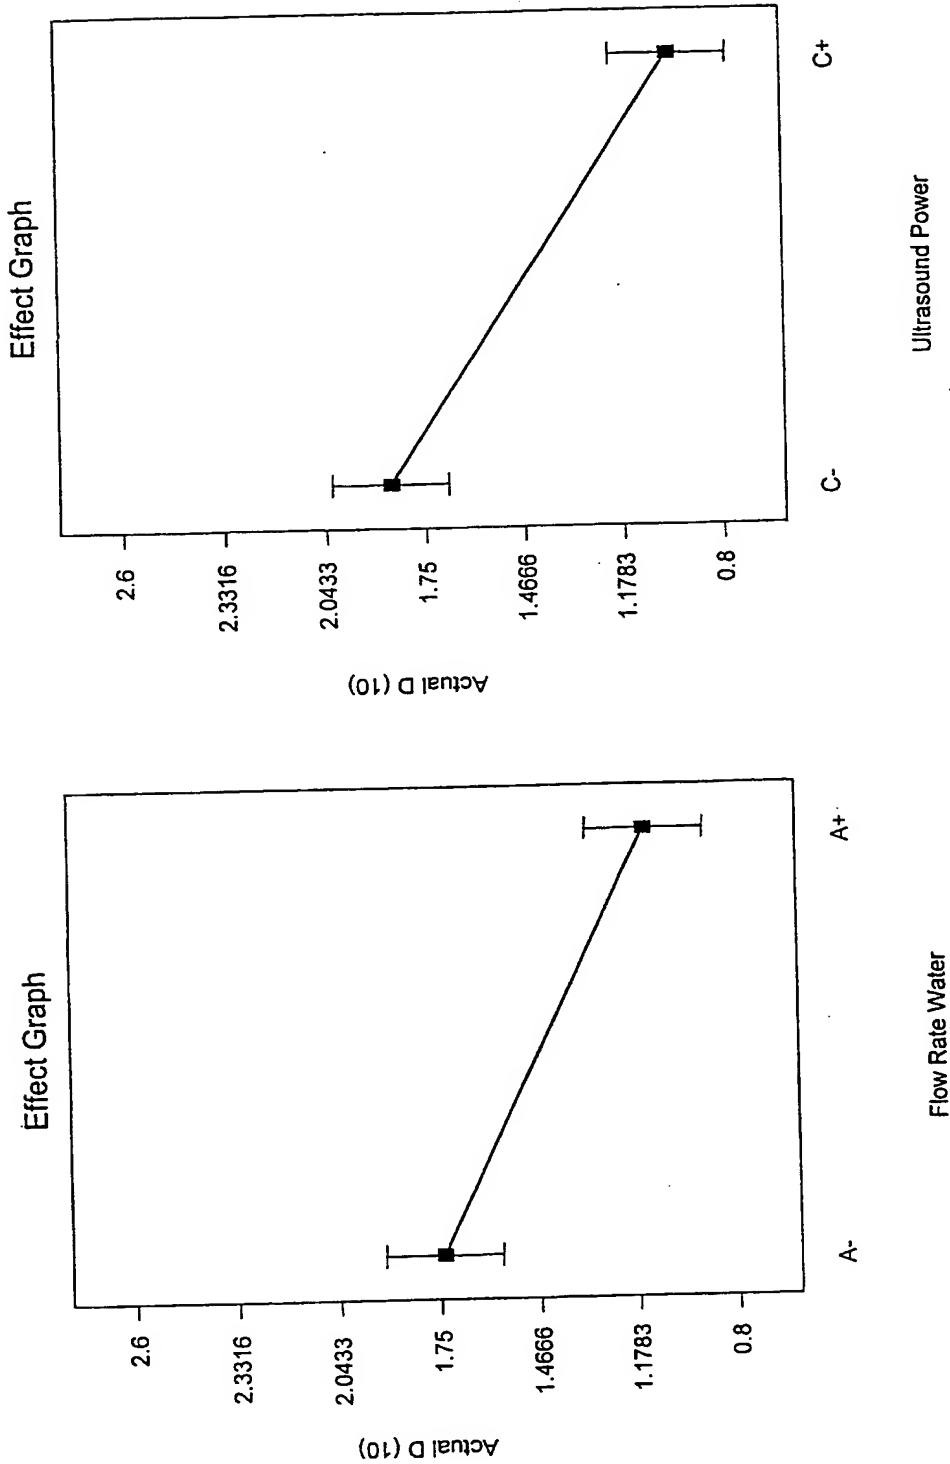 Effect Graph
2.6
2.3316
2.0433
1.75
1.4666
1.1783
0.8
Actual D (10)
A-
A+
Flow Rate Water
Effect Graph
2.6
2.3316
2.0433
1.75
1.4666
1.1783
0.8
Actual D (10)
C-
C+
Ultrasound Power